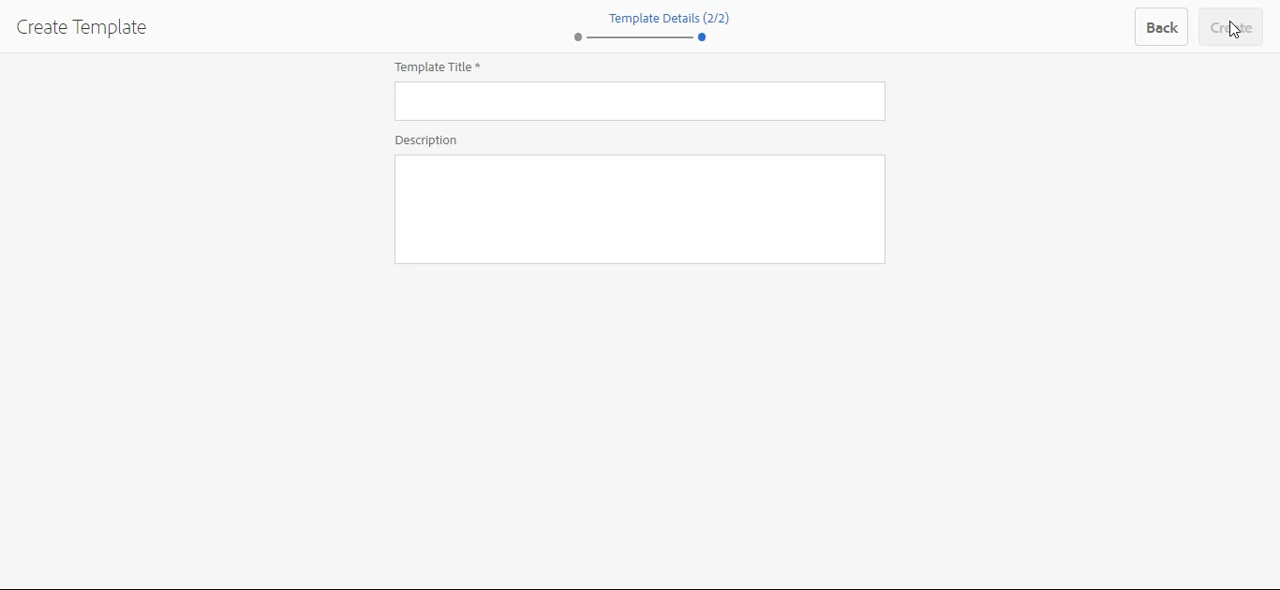 Create Template
Template Details (2/2)
Back
Create
Template Title *
Description